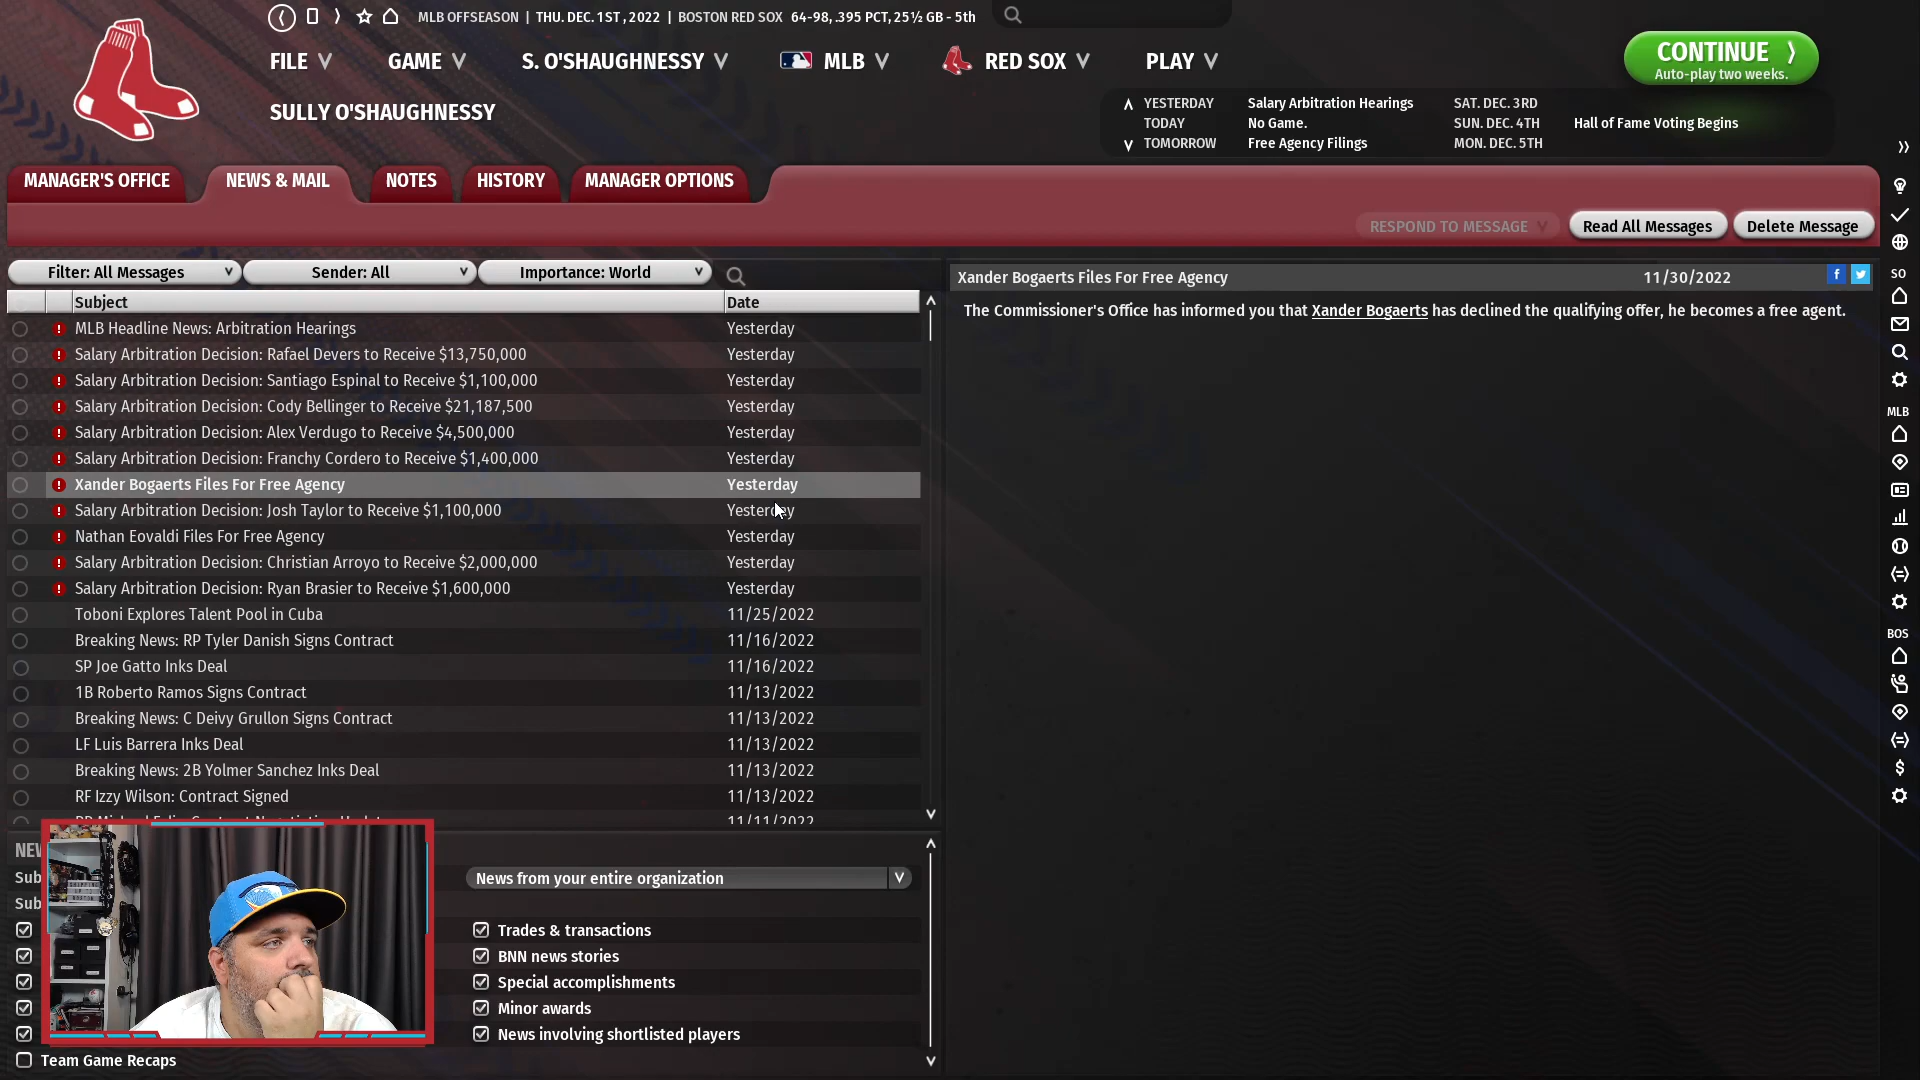 MLB OFFSEASON | THU. DEC. 1ST , 2022 | BOSTON RED SOX 64-98, .395 PCT, 25½ GB - 5th
FILE GAME S. O'SHAUGHNESSY MLB RED SOX PLAY
CONTINUE
Auto-play two weeks.
SULLY O'SHAUGHNESSY
YESTERDAY Salary Arbitration Hearings SAT. DEC. 3RD
TODAY No Game. SUN. DEC. 4TH Hall of Fame Voting Begins
TOMORROW Free Agency Filings MON. DEC. 5TH
MANAGER'S OFFICE NEWS & MAIL NOTES HISTORY MANAGER OPTIONS
RESPOND TO MESSAGE Read All Messages Delete Message
Filter: All Messages Sender: All Importance: World
Subject Date
MLB Headline News: Arbitration Hearings Yesterday
Salary Arbitration Decision: Rafael Devers to Receive $13,750,000 Yesterday
Salary Arbitration Decision: Santiago Espinal to Receive $1,100,000 Yesterday
Salary Arbitration Decision: Cody Bellinger to Receive $21,187,500 Yesterday
Salary Arbitration Decision: Alex Verdugo to Receive $4,500,000 Yesterday
Salary Arbitration Decision: Franchy Cordero to Receive $1,400,000 Yesterday
Xander Bogaerts Files For Free Agency Yesterday
Salary Arbitration Decision: Josh Taylor to Receive $1,100,000 Yesterday
Nathan Eovaldi Files For Free Agency Yesterday
Salary Arbitration Decision: Christian Arroyo to Receive $2,000,000 Yesterday
Salary Arbitration Decision: Ryan Brasier to Receive $1,600,000 Yesterday
Toboni Explores Talent Pool in Cuba 11/25/2022
Breaking News: RP Tyler Danish Signs Contract 11/16/2022
SP Joe Gatto Inks Deal 11/16/2022
1B Roberto Ramos Signs Contract 11/13/2022
Breaking News: C Deivy Grullon Signs Contract 11/13/2022
LF Luis Barrera Inks Deal 11/13/2022
Breaking News: 2B Yolmer Sanchez Inks Deal 11/13/2022
RF Izzy Wilson: Contract Signed 11/13/2022
11/11/2022
Xander Bogaerts Files For Free Agency 11/30/2022
The Commissioner's Office has informed you that Xander Bogaerts has declined the qualifying offer, he becomes a free agent.
Sub
News from your entire organization
Sub
Trades & transactions
BNN news stories
Special accomplishments
Minor awards
News involving shortlisted players
Team Game Recaps
SO
MLB
BOS